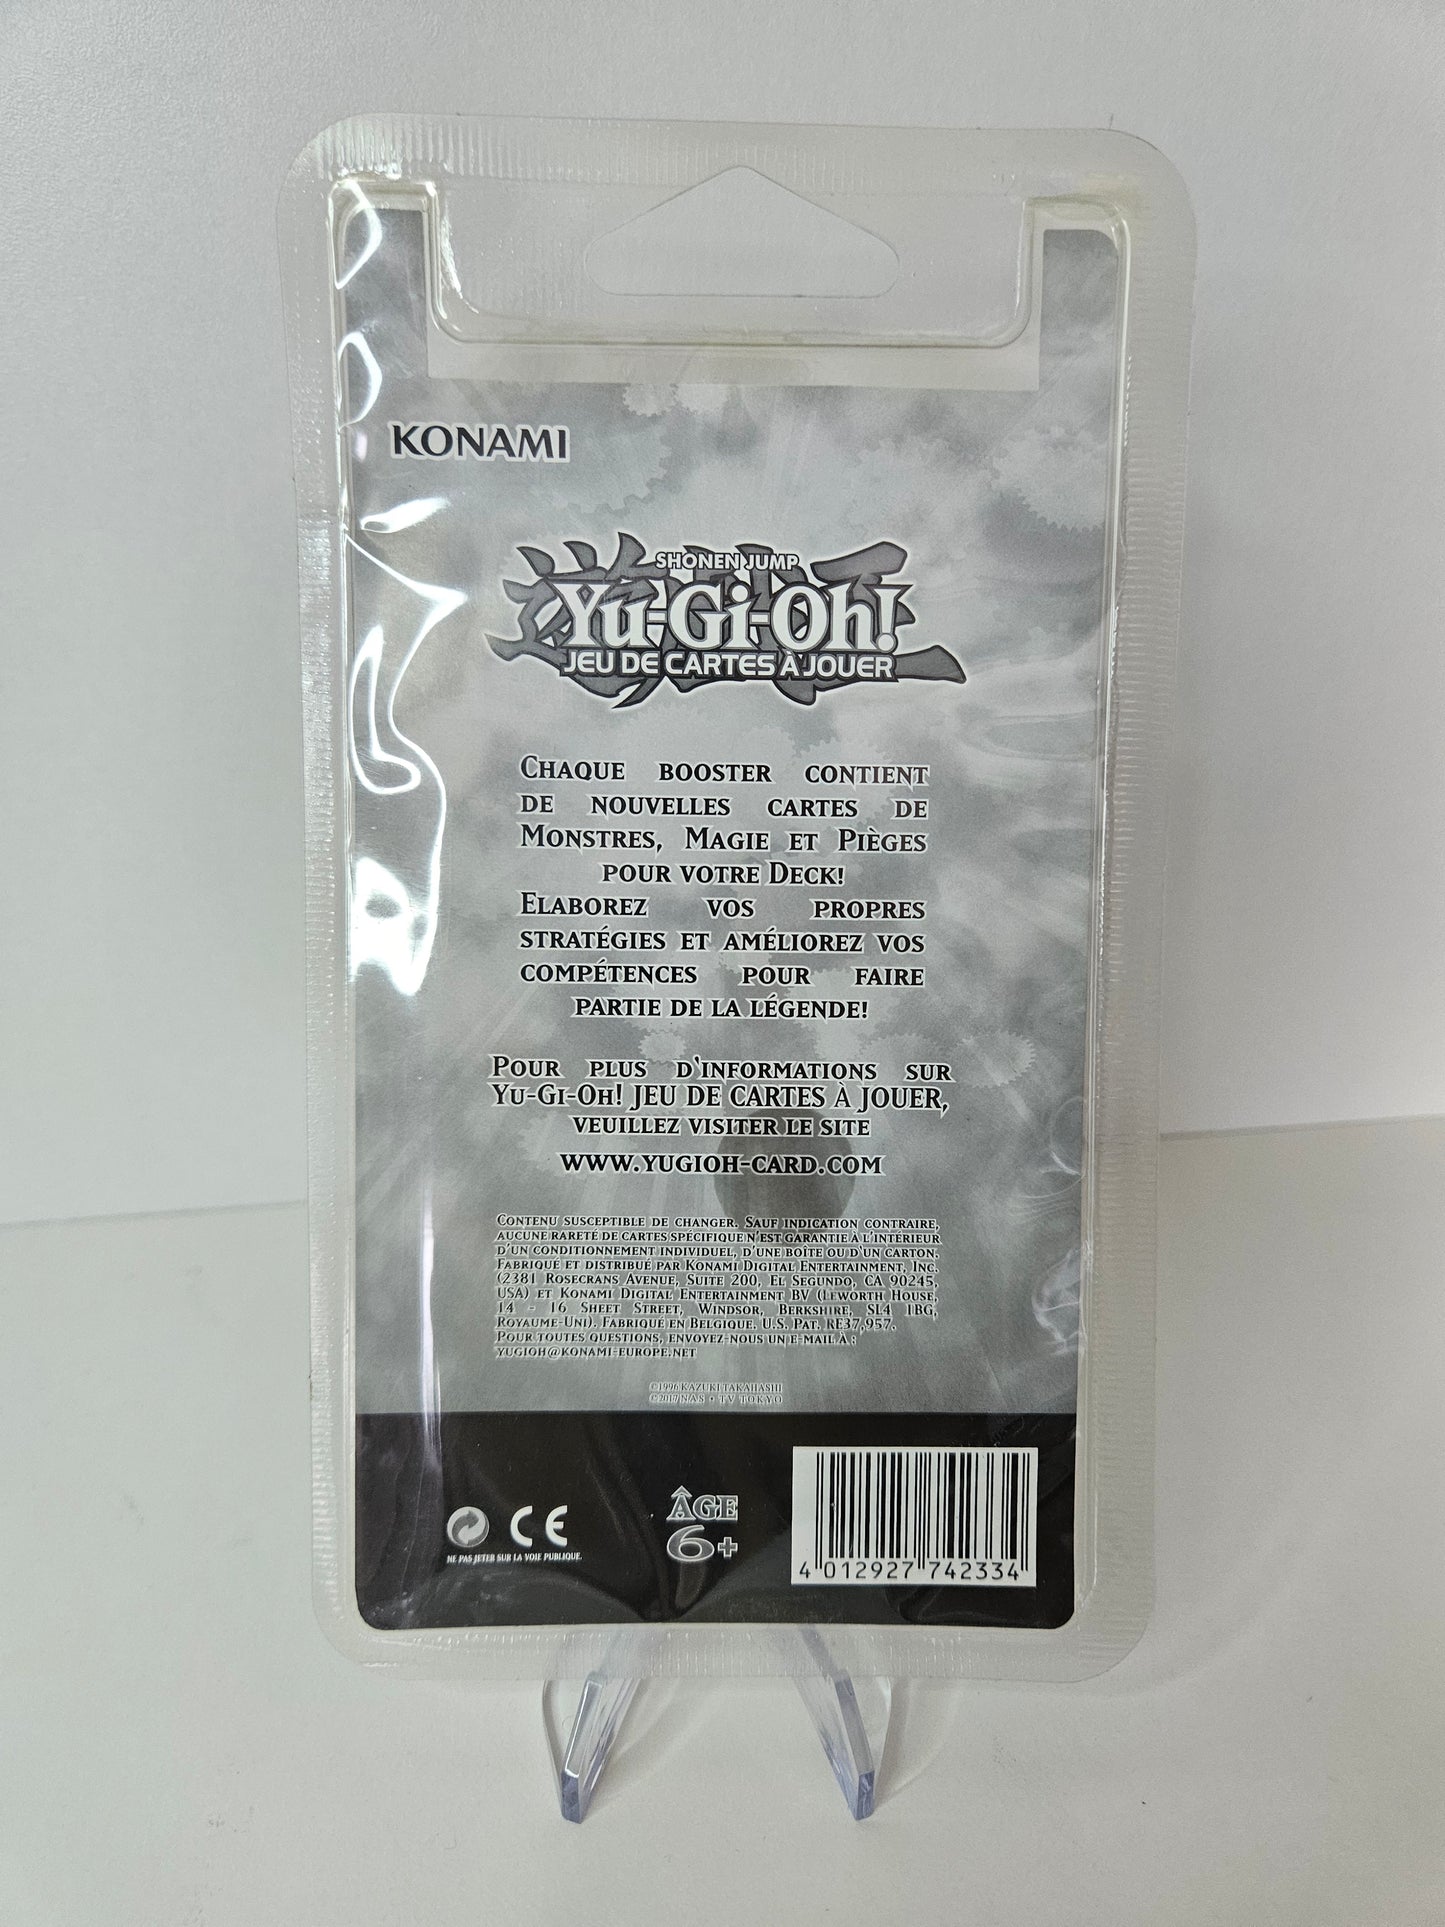 KONAMI
SHONEN JUMP
遊戯王
Yu-Gi-Oh!
JEU DE CARTES À JOUER
CHAQUE BOOSTER CONTIENT
DE NOUVELLES CARTES DE
MONSTRES, MAGIE ET PIÈGES
POUR VOTRE DECK!
ELABOREZ VOS PROPRES
STRATÉGIES ET AMÉLIOREZ VOS
COMPÉTENCES POUR FAIRE
PARTIE DE LA LÉGENDE!
POUR PLUS D'INFORMATIONS SUR
YU-GI-OH! JEU DE CARTES À JOUER,
VEUILLEZ VISITER LE SITE
WWW.YUGIOH-CARD.COM
CONTENU SUSCEPTIBLE DE CHANGER. SAUF INDICATION CONTRAIRE,
AUCUNE RARETÉ DE CARTES SPÉCIFIQUE N'EST GARANTIE À L'INTÉRIEUR
D'UN CONDITIONNEMENT INDIVIDUEL, D'UNE BOÎTE OU D'UN CARTON.
FABRIQUÉ ET DISTRIBUÉ PAR KONAMI DIGITAL ENTERTAINMENT, INC.
(2381 ROSECRANS AVENUE, SUITE 200, EL SEGUNDO, CA 90245,
USA) ET KONAMI DIGITAL ENTERTAINMENT BV (LEWORTH HOUSE,
14 - 16 SHEET STREET, WINDSOR, BERKSHIRE, SL4 1BG,
ROYAUME-UNI). FABRIQUÉ EN BELGIQUE. U.S. PAT. RE37,957.
POUR TOUTES QUESTIONS, ENVOYEZ-NOUS UN E-MAIL À :
YUGIOH@KONAMI-EUROPE.NET
©1996 KAZUKI TAKAHASHI
©2017 NAS • TV TOKYO
CE
NE PAS JETER SUR LA VOIE PUBLIQUE.
ÂGE
6+
4 012927 742334